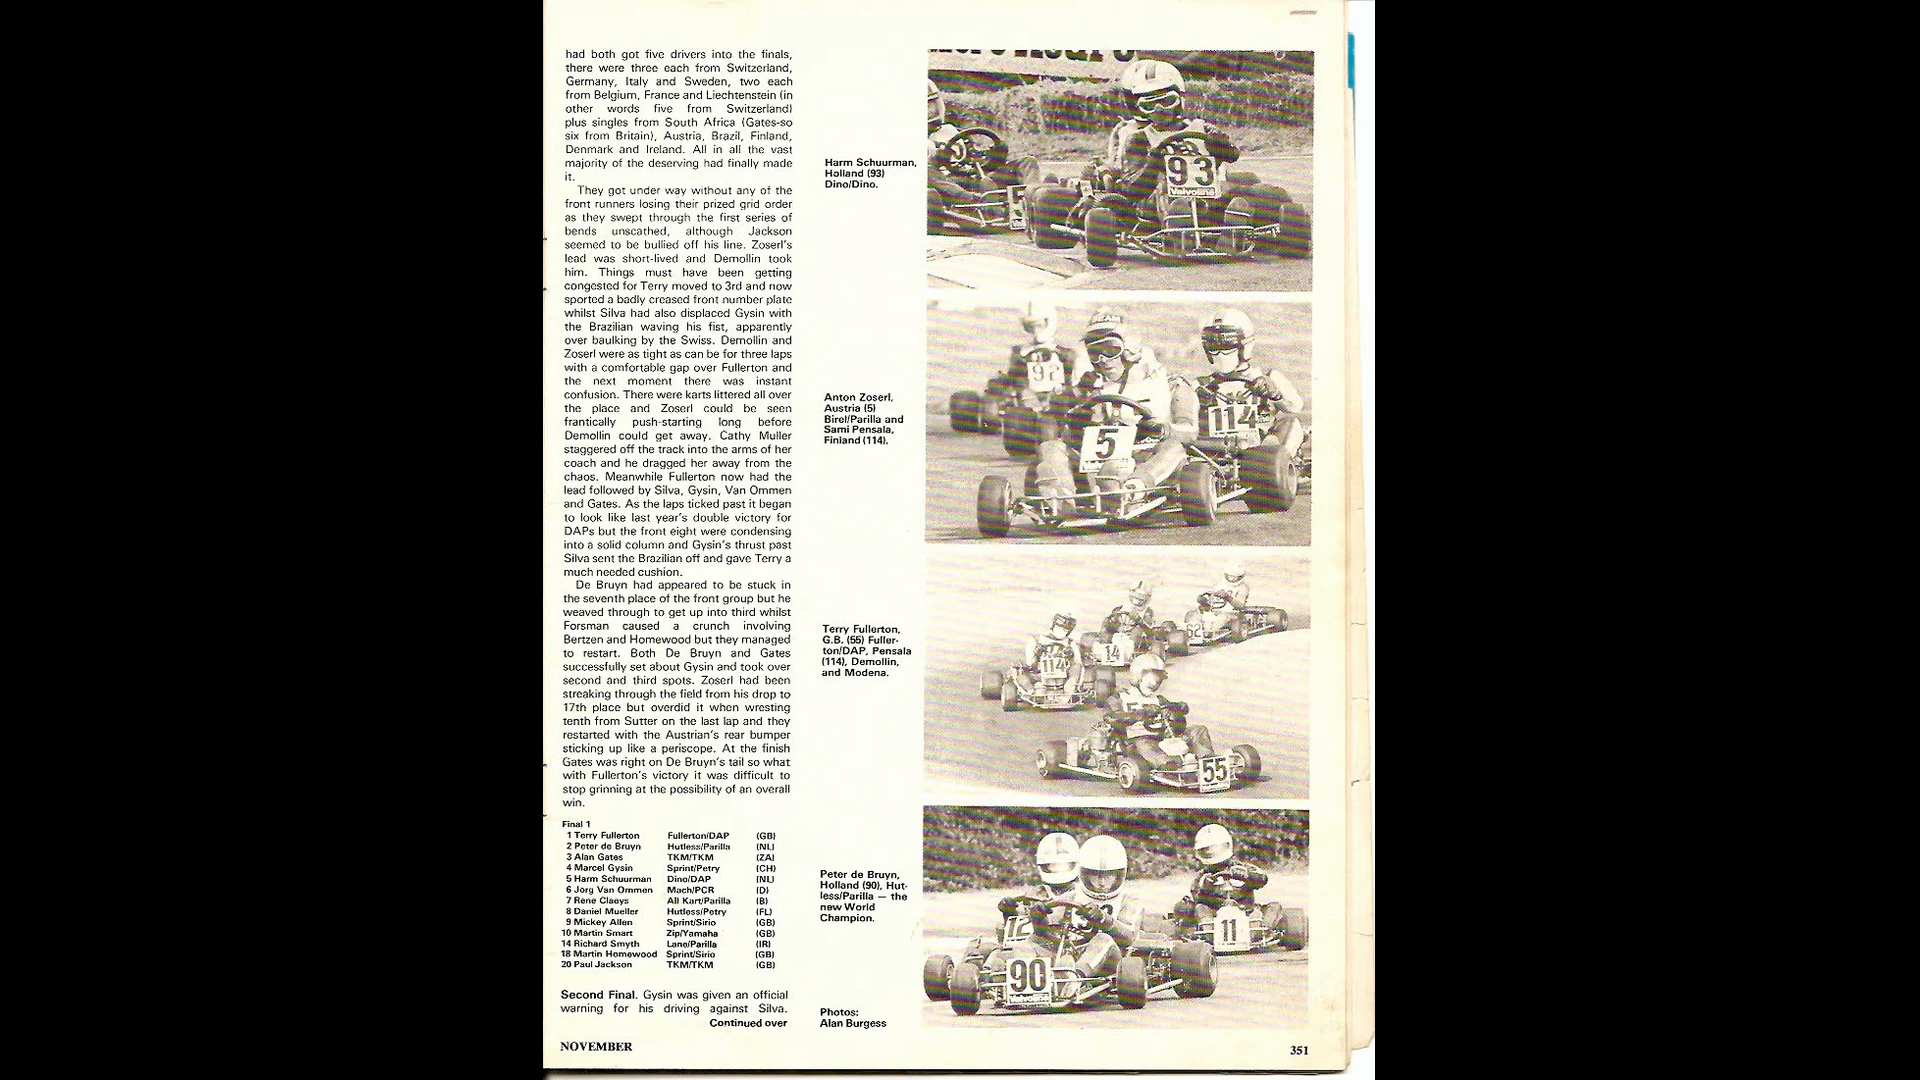 had both got five drivers into the finals,
there were three each from Switzerland,
Germany, Italy and Sweden, two each
from Belgium, France and Liechtenstein (in
other words five from Switzerland)
plus singles from South Africa (Gates-so
six from Britain), Austria, Brazil, Finland,
Denmark and Ireland. All in all the vast
majority of the deserving had finally made
it.
They got under way without any of the
front runners losing their prized grid order
as they swept through the first series of
bends unscathed, although Jackson
seemed to be bullied off his line. Zoserl's
lead was short-lived and Demollin took
him. Things must have been getting
congested for Terry moved to 3rd and now
sported a badly creased front number plate
whilst Silva had also displaced Gysin with
the Brazilian waving his fist, apparently
over baulking by the Swiss. Demollin and
Zoserl were as tight as can be for three laps
with a comfortable gap over Fullerton and
the next moment there was instant
confusion. There were karts littered all over
the place and Zoserl could be seen
frantically push-starting long before
Demollin could get away. Cathy Muller
staggered off the track into the arms of her
coach and he dragged her away from the
chaos. Meanwhile Fullerton now had the
lead followed by Silva, Gysin, Van Ommen
and Gates. As the laps ticked past it began
to look like last year's double victory for
DAPs but the front eight were condensing
into a solid column and Gysin's thrust past
Silva sent the Brazilian off and gave Terry a
much needed cushion.
De Bruyn had appeared to be stuck in
the seventh place of the front group but he
weaved through to get up into third whilst
Forsman caused a crunch involving
Bertzen and Homewood but they managed
to restart. Both De Bruyn and Gates
successfully set about Gysin and took over
second and third spots. Zoserl had been
streaking through the field from his drop to
17th place but overdid it when wresting
tenth from Sutter on the last lap and they
restarted with the Austrian's rear bumper
sticking up like a periscope. At the finish
Gates was right on De Bruyn's tail so what
with Fullerton's victory it was difficult to
stop grinning at the possibility of an overall
win.
Final 1
1 Terry Fullerton Fullerton/DAP (GB)
2 Peter de Bruyn Hutless/Parilla (NL)
3 Alan Gates TKM/TKM (ZA)
4 Marcel Gysin Sprint/Petry (CH)
5 Harm Schuurman Dino/DAP (NL)
6 Jorg Van Ommen Mach/PCR (D)
7 Rene Claeys All Kart/Parilla (B)
8 Daniel Mueller Hutless/Petry (FL)
9 Mickey Allen Sprint/Sirio (GB)
10 Martin Smart Zip/Yamaha (GB)
14 Richard Smyth Lane/Parilla (IR)
18 Martin Homewood Sprint/Sirio (GB)
20 Paul Jackson TKM/TKM (GB)
Second Final. Gysin was given an official
warning for his driving against Silva.
Continued over
Harm Schuurman,
Holland (93)
Dino/Dino.
Anton Zoserl,
Austria (5)
Birel/Parilla and
Sami Pensala,
Finland (114).
Terry Fullerton,
G.B. (55) Fuller-
ton/DAP, Pensala
(114), Demollin,
and Modena.
Peter de Bruyn,
Holland (90), Hut-
less/Parilla — the
new World
Champion.
Photos:
Alan Burgess
93
Valvoline
92
5
114
Valvoline
62
14
114
55
12
11
90
Valvoline
NOVEMBER
351